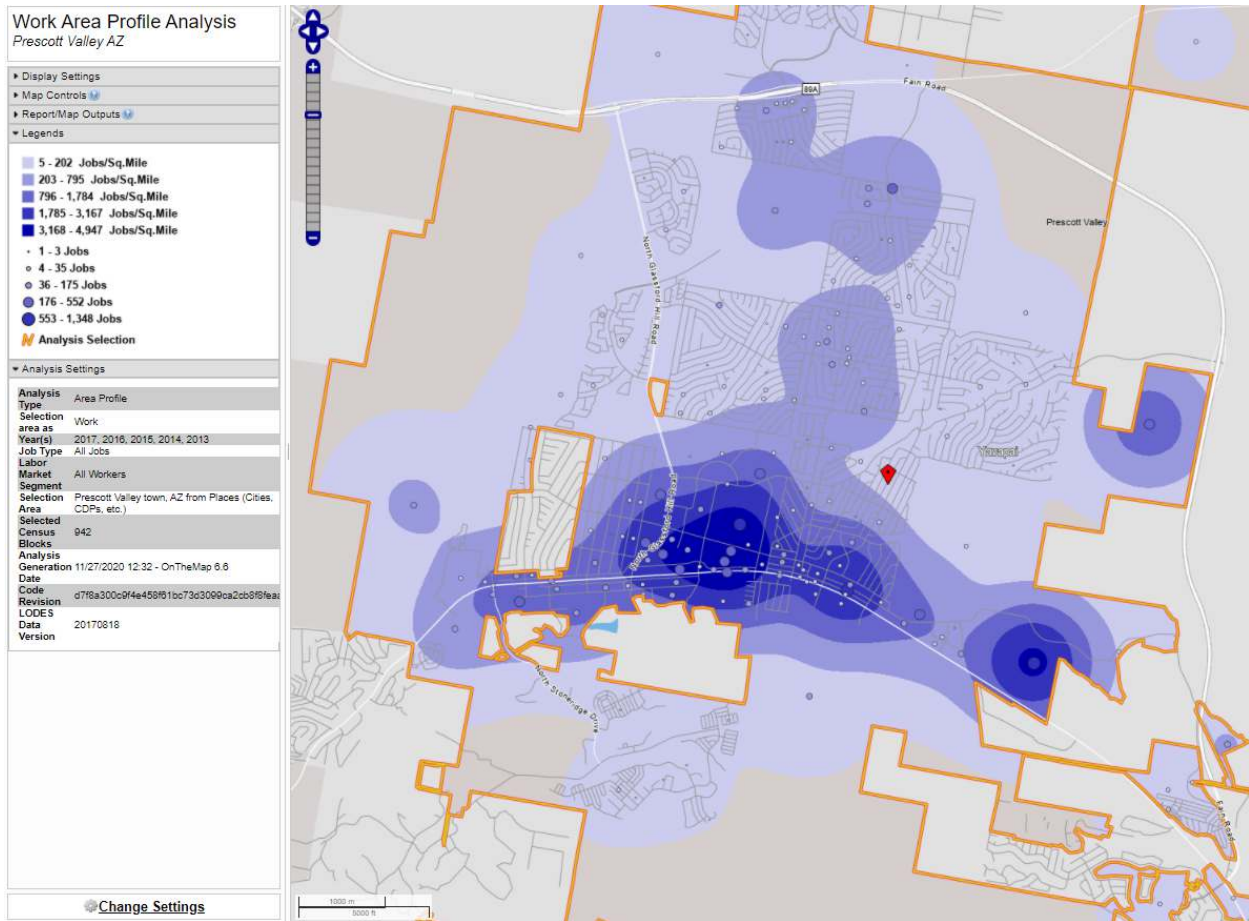 Work Area Profile Analysis
Prescott Valley AZ
Display Settings
Map Controls
Report/Map Outputs
Legends
5 - 202 Jobs/Sq.Mile
203 - 795 Jobs/Sq.Mile
796 - 1,784 Jobs/Sq.Mile
1,785 - 3,167 Jobs/Sq.Mile
3,168 - 4,947 Jobs/Sq.Mile
1 - 3 Jobs
4 - 35 Jobs
36 - 175 Jobs
176 - 552 Jobs
553 - 1,348 Jobs
Analysis Selection
Analysis Settings
Analysis Type Area Profile
Selection area as Work
Year(s) 2017, 2016, 2015, 2014, 2013
Job Type All Jobs
Labor Market Segment All Workers
Selection Area Prescott Valley town, AZ from Places (Cities, CDPs, etc.)
Selected Census Blocks 942
Analysis Generation Date 11/27/2020 12:32 - OnTheMap 6.6
Code Revision
LODES Data Version 20170818
Change Settings
89A
Fain Road
Prescott Valley
North Glassford Hill Road
Yavapai
North Glassford Hill Road
North Stoneridge Drive
Fain Road
1000 m
5000 ft